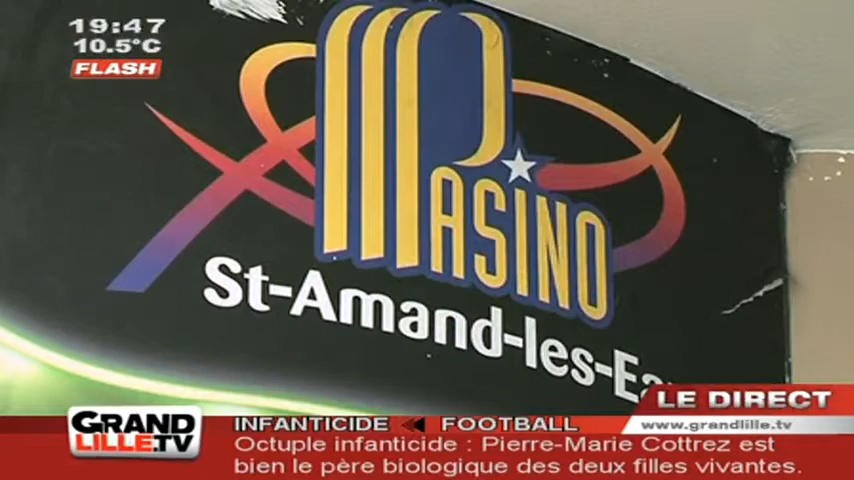 19:47
10.5°C
FLASH
PASINO
St-Amand-les-Ea
LE DIRECT
www.grandlille.tv
GRAND
LILLE.TV
INFANTICIDE FOOTBALL
Octuple infanticide : Pierre-Marie Cottrez est
bien le père biologique des deux filles vivantes.